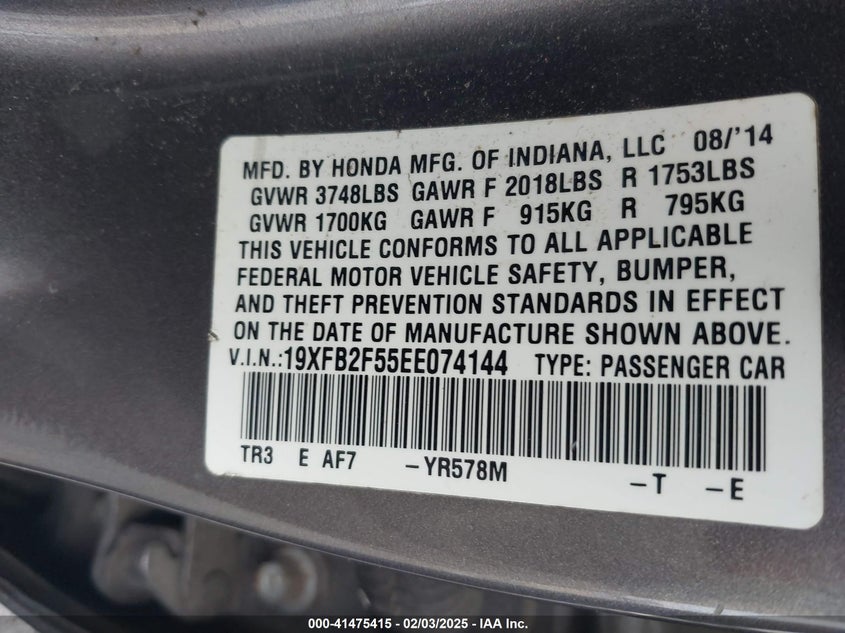 MFD. BY HONDA MFG. OF INDIANA, LLC 08/'14
GVWR 3748LBS GAWR F 2018LBS R 1753LBS
GVWR 1700KG GAWR F 915KG R 795KG
THIS VEHICLE CONFORMS TO ALL APPLICABLE
FEDERAL MOTOR VEHICLE SAFETY, BUMPER,
AND THEFT PREVENTION STANDARDS IN EFFECT
ON THE DATE OF MANUFACTURE SHOWN ABOVE.
V.I.N.:19XFB2F55EE074144 TYPE: PASSENGER CAR
TR3 E AF7 -YR578M -T -E
000-41475415 - 02/03/2025 - IAA Inc.